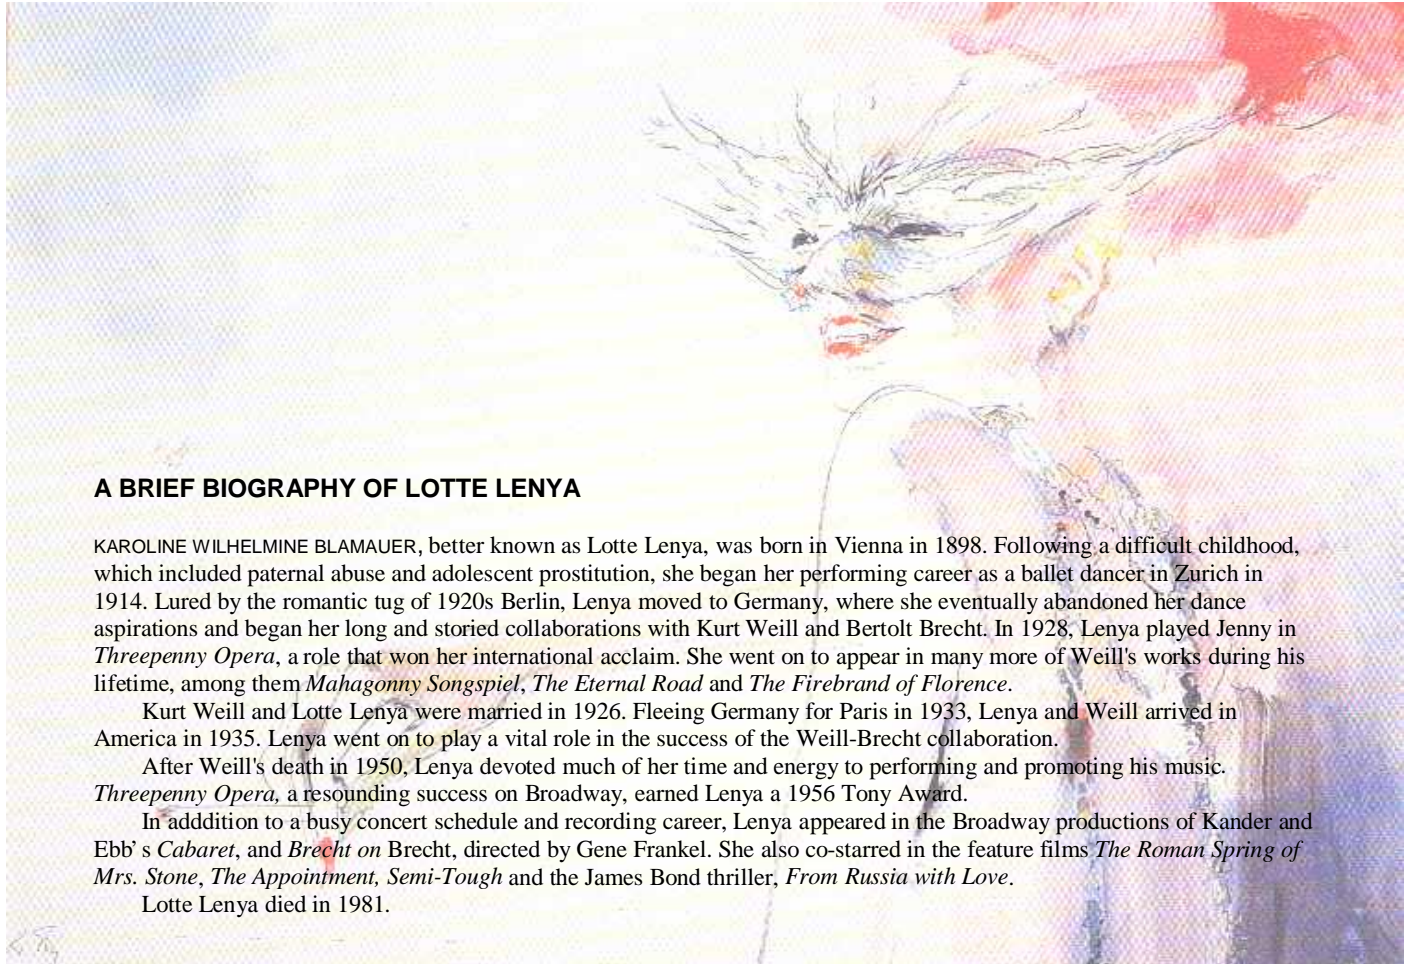 A BRIEF BIOGRAPHY OF LOTTE LENYA
KAROLINE WILHELMINE BLAMAUER, better known as Lotte Lenya, was born in Vienna in 1898. Following a difficult childhood,
which included paternal abuse and adolescent prostitution, she began her performing career as a ballet dancer in Zurich in
1914. Lured by the romantic tug of 1920s Berlin, Lenya moved to Germany, where she eventually abandoned her dance
aspirations and began her long and storied collaborations with Kurt Weill and Bertolt Brecht. In 1928, Lenya played Jenny in
Threepenny Opera, a role that won her international acclaim. She went on to appear in many more of Weill's works during his
lifetime, among them Mahagonny Songspiel, The Eternal Road and The Firebrand of Florence.
Kurt Weill and Lotte Lenya were married in 1926. Fleeing Germany for Paris in 1933, Lenya and Weill arrived in
America in 1935. Lenya went on to play a vital role in the success of the Weill-Brecht collaboration.
After Weill's death in 1950, Lenya devoted much of her time and energy to performing and promoting his music.
Threepenny Opera, a resounding success on Broadway, earned Lenya a 1956 Tony Award.
In adddition to a busy concert schedule and recording career, Lenya appeared in the Broadway productions of Kander and
Ebb’s Cabaret, and Brecht on Brecht, directed by Gene Frankel. She also co-starred in the feature films The Roman Spring of
Mrs. Stone, The Appointment, Semi-Tough and the James Bond thriller, From Russia with Love.
Lotte Lenya died in 1981.